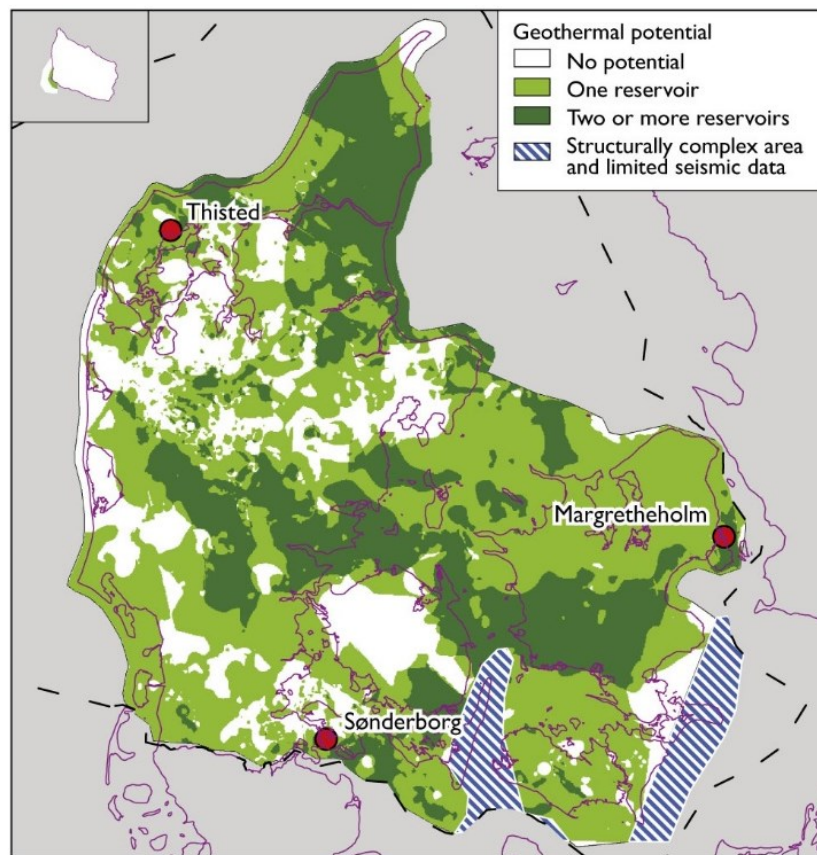 Geothermal potential
No potential
One reservoir
Two or more reservoirs
Structurally complex area
and limited seismic data
Thisted
Margretheholm
Sønderborg